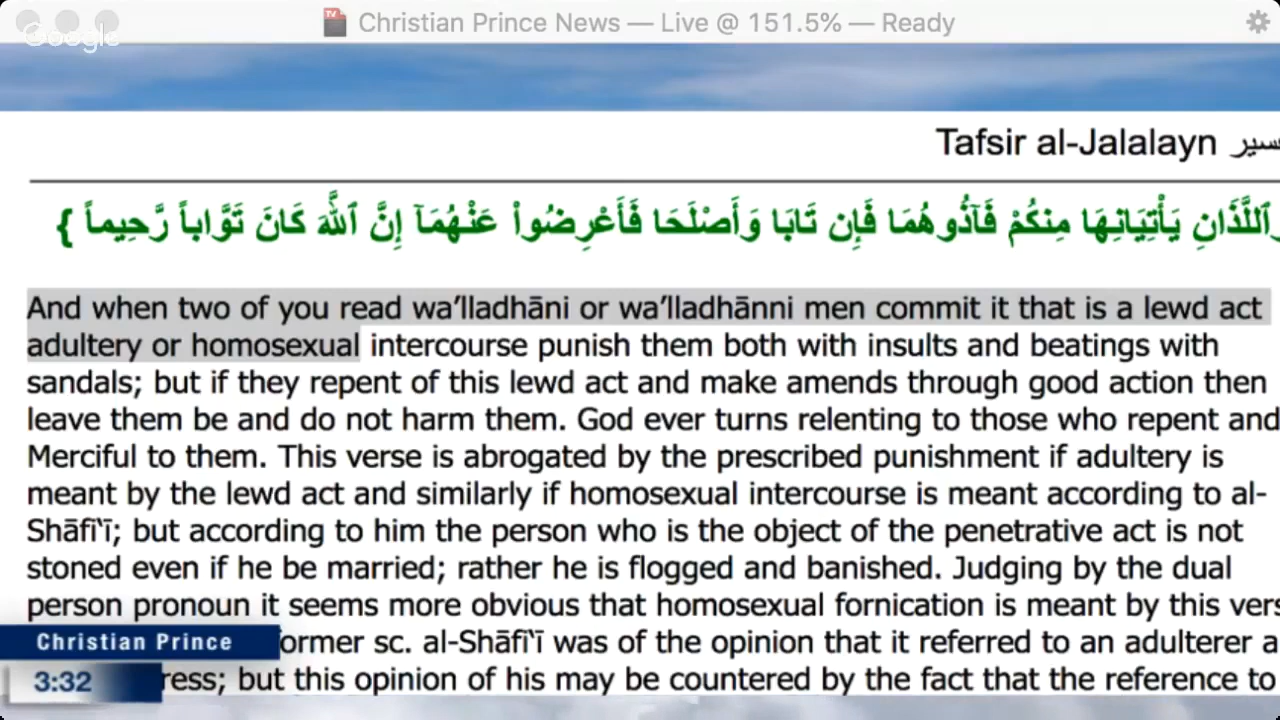 Christian Prince News — Live @ 151.5% — Ready
Google
Tafsir al-Jalalayn
ٱللَّذَانِ يَأْتِيَانِهَا مِنكُمْ فَآذُوهُمَا فَإِن تَابَا وَأَصْلَحَا فَأَعْرِضُواْ عَنْهُمَآ إِنَّ ٱللَّهَ كَانَ تَوَّاباً رَّحِيماً }
And when two of you read wa’lladhāni or wa’lladhānni men commit it that is a lewd act
adultery or homosexual intercourse punish them both with insults and beatings with
sandals; but if they repent of this lewd act and make amends through good action then
leave them be and do not harm them. God ever turns relenting to those who repent and
Merciful to them. This verse is abrogated by the prescribed punishment if adultery is
meant by the lewd act and similarly if homosexual intercourse is meant according to al-
Shāfi‘ī; but according to him the person who is the object of the penetrative act is not
stoned even if he be married; rather he is flogged and banished. Judging by the dual
person pronoun it seems more obvious that homosexual fornication is meant by this vers
Christian Prince ormer sc. al-Shāfi‘ī was of the opinion that it referred to an adulterer a
3:32 ress; but this opinion of his may be countered by the fact that the reference to